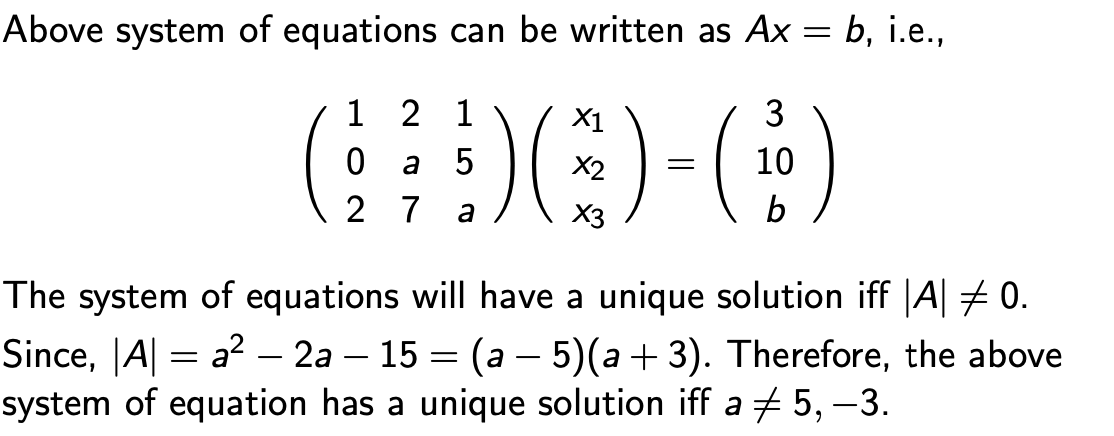 Above system of equations can be written as Ax = b, i.e.,
( 1 2 1 ) ( x₁ ) ( 3 )
( 0 a 5 ) ( x₂ ) = ( 10 )
( 2 7 a ) ( x₃ ) ( b )
The system of equations will have a unique solution iff |A| ≠ 0.
Since, |A| = a² − 2a − 15 = (a − 5)(a + 3). Therefore, the above
system of equation has a unique solution iff a ≠ 5, −3.